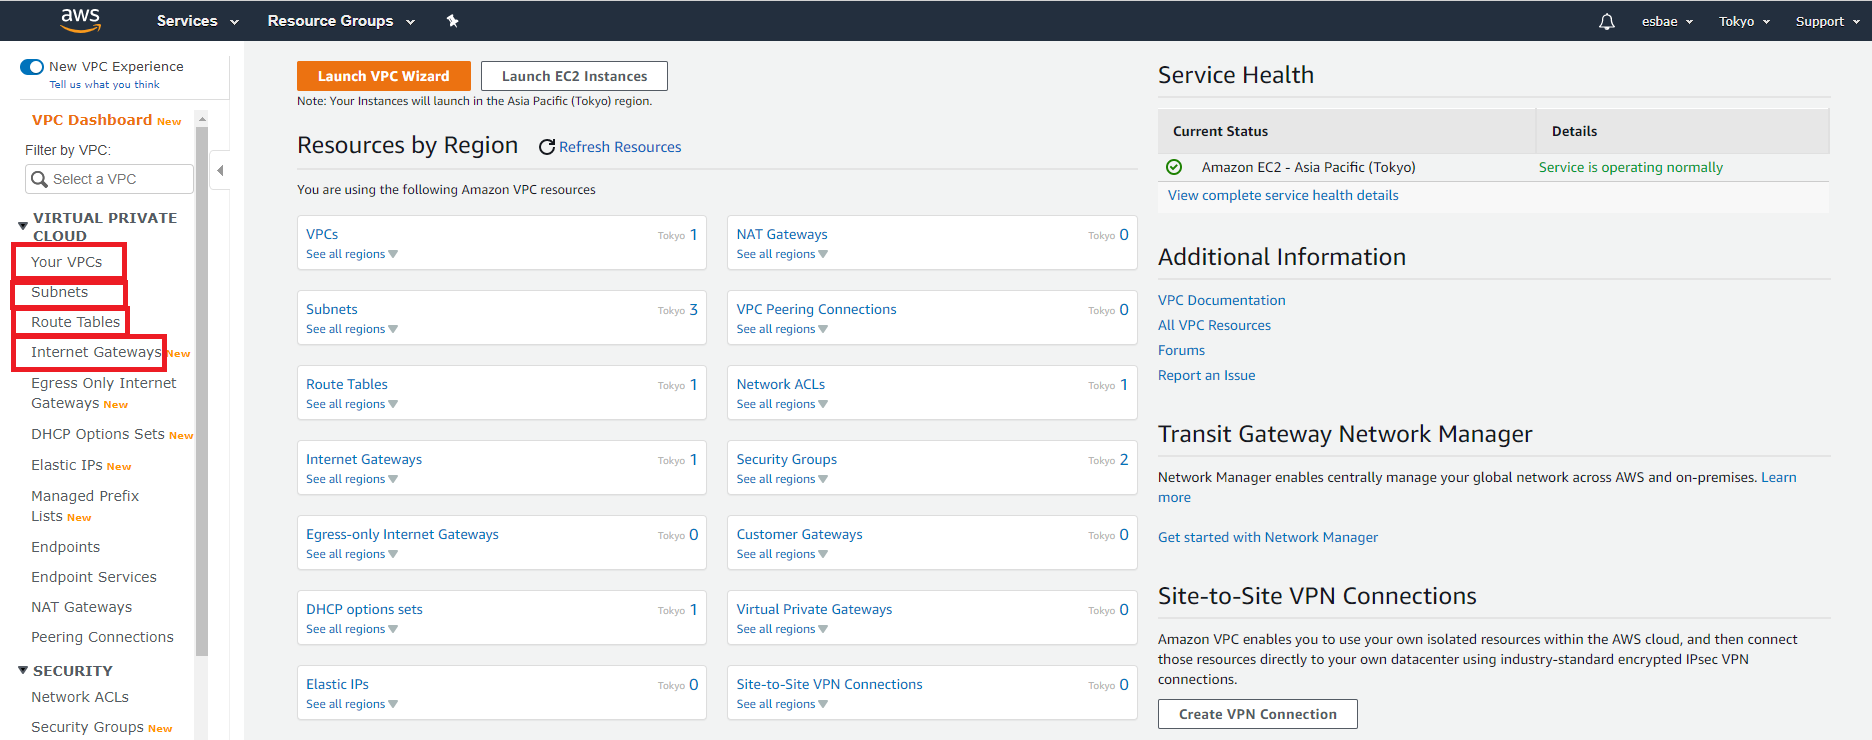 aws
Services
Resource Groups
esbae
Tokyo
Support
New VPC Experience
Tell us what you think
VPC Dashboard New
Filter by VPC:
Select a VPC
VIRTUAL PRIVATE
CLOUD
Your VPCs
Subnets
Route Tables
Internet Gateways New
Egress Only Internet
Gateways New
DHCP Options Sets New
Elastic IPs New
Managed Prefix
Lists New
Endpoints
Endpoint Services
NAT Gateways
Peering Connections
SECURITY
Network ACLs
Security Groups New
Launch VPC Wizard
Launch EC2 Instances
Note: Your Instances will launch in the Asia Pacific (Tokyo) region.
Resources by Region
Refresh Resources
You are using the following Amazon VPC resources
VPCs
Tokyo 1
See all regions
NAT Gateways
Tokyo 0
See all regions
Subnets
Tokyo 3
See all regions
VPC Peering Connections
Tokyo 0
See all regions
Route Tables
Tokyo 1
See all regions
Network ACLs
Tokyo 1
See all regions
Internet Gateways
Tokyo 1
See all regions
Security Groups
Tokyo 2
See all regions
Egress-only Internet Gateways
Tokyo 0
See all regions
Customer Gateways
Tokyo 0
See all regions
DHCP options sets
Tokyo 1
See all regions
Virtual Private Gateways
Tokyo 0
See all regions
Elastic IPs
Tokyo 0
See all regions
Site-to-Site VPN Connections
Tokyo 0
See all regions
Service Health
Current Status
Details
Amazon EC2 - Asia Pacific (Tokyo)
Service is operating normally
View complete service health details
Additional Information
VPC Documentation
All VPC Resources
Forums
Report an Issue
Transit Gateway Network Manager
Network Manager enables centrally manage your global network across AWS and on-premises. Learn
more
Get started with Network Manager
Site-to-Site VPN Connections
Amazon VPC enables you to use your own isolated resources within the AWS cloud, and then connect
those resources directly to your own datacenter using industry-standard encrypted IPsec VPN
connections.
Create VPN Connection